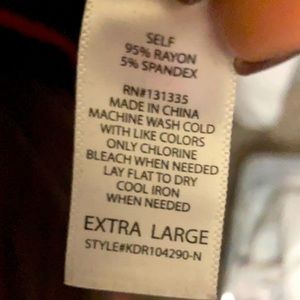 SELF
95% RAYON
5% SPANDEX
RN#131335
MADE IN CHINA
MACHINE WASH COLD
WITH LIKE COLORS
ONLY CHLORINE
BLEACH WHEN NEEDED
LAY FLAT TO DRY
COOL IRON
WHEN NEEDED
EXTRA LARGE
STYLE#KDR104290-N